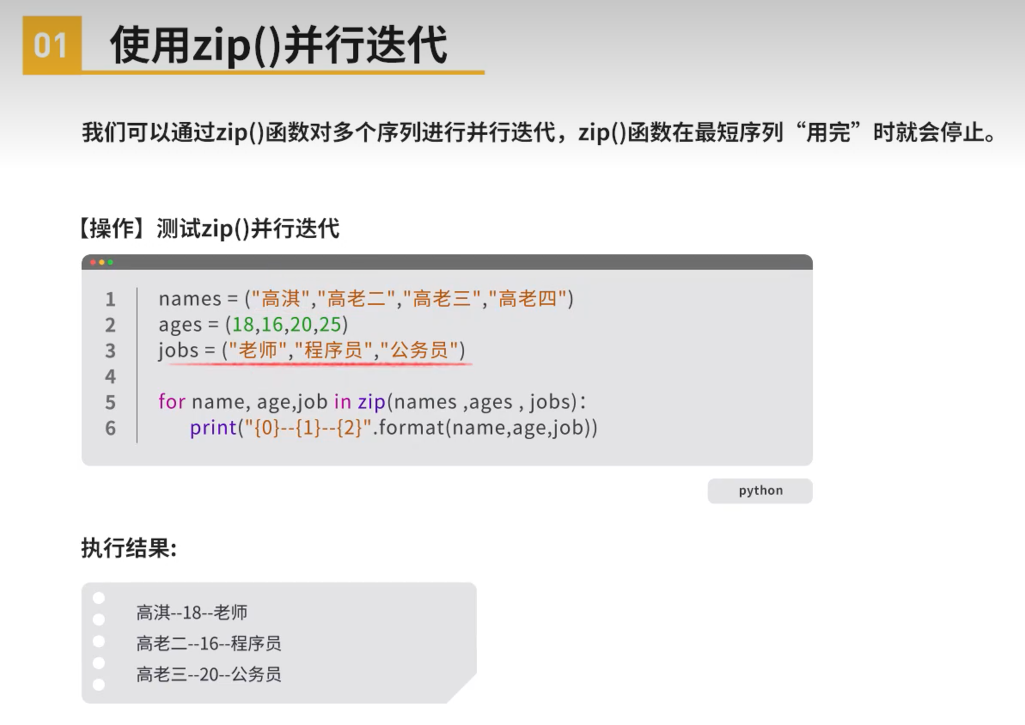 01 使用zip()并行迭代
我们可以通过zip()函数对多个序列进行并行迭代，zip()函数在最短序列“用完”时就会停止。
【操作】测试zip()并行迭代
1 names = ("高淇","高老二","高老三","高老四")
2 ages = (18,16,20,25)
3 jobs = ("老师","程序员","公务员")
4
5 for name, age,job in zip(names ,ages , jobs)：
6 print("{0}--{1}--{2}".format(name,age,job))
python
执行结果:
高淇--18--老师
高老二--16--程序员
高老三--20--公务员